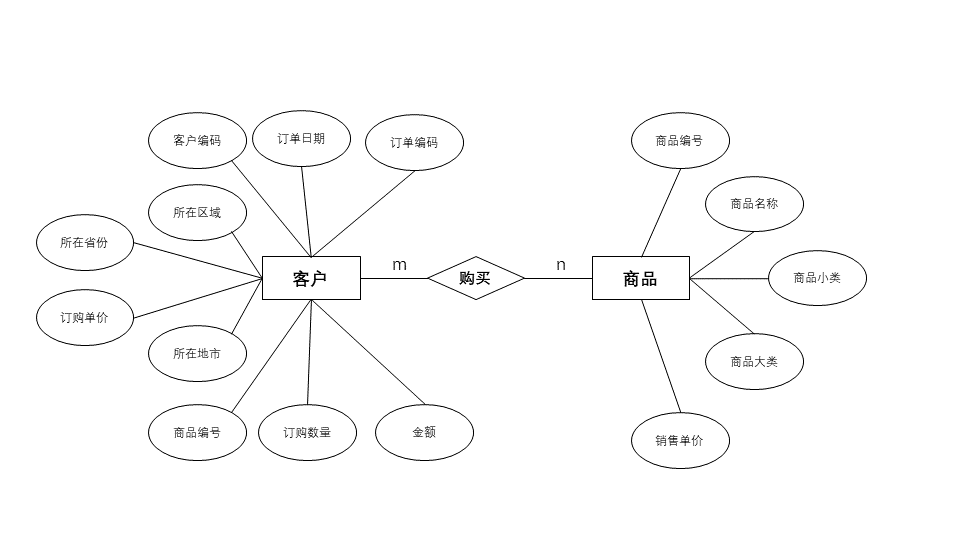 客户编码
订单日期
订单编码
商品编号
所在区域
商品名称
所在省份
客户
m
购买
n
商品
商品小类
订购单价
所在地市
商品大类
商品编号
订购数量
金额
销售单价